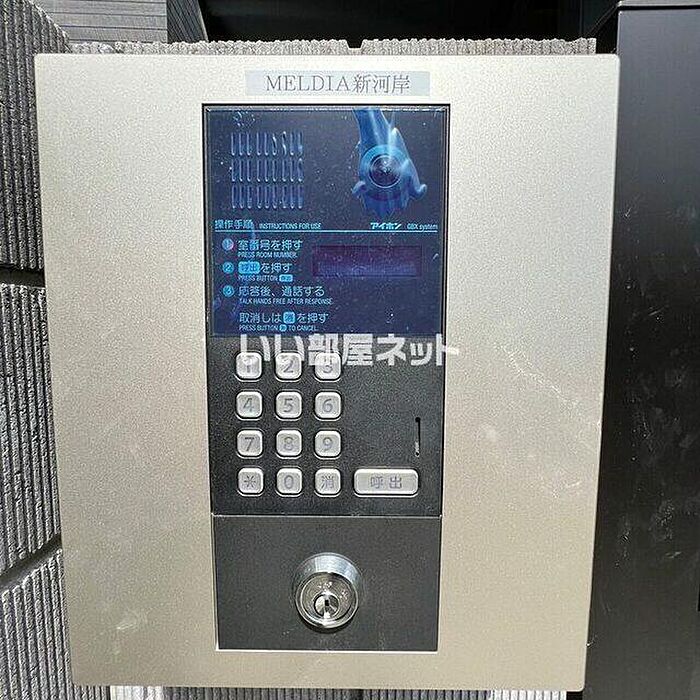 MELDIA新河岸
操作手順 INSTRUCTIONS FOR USE アイホン GBX system
1 室番号を押す
PRESS ROOM NUMBER.
2 呼出を押す
PRESS BUTTON 呼出
3 応答後、通話する
TALK HANDS FREE AFTER RESPONSE.
取消しは消を押す
PRESS BUTTON 消 TO CANCEL.
いい部屋ネット
1 2 3
4 5 6
7 8 9
* 0 消 呼出